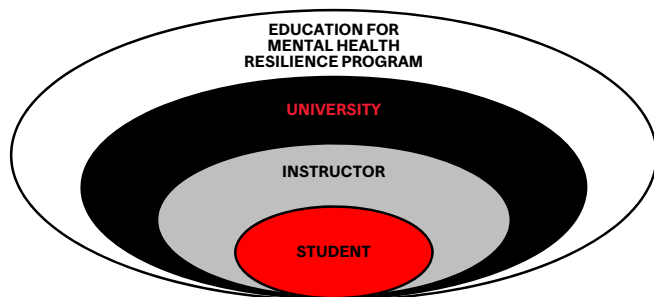 EDUCATION FOR
MENTAL HEALTH
RESILIENCE PROGRAM
UNIVERSITY
INSTRUCTOR
STUDENT